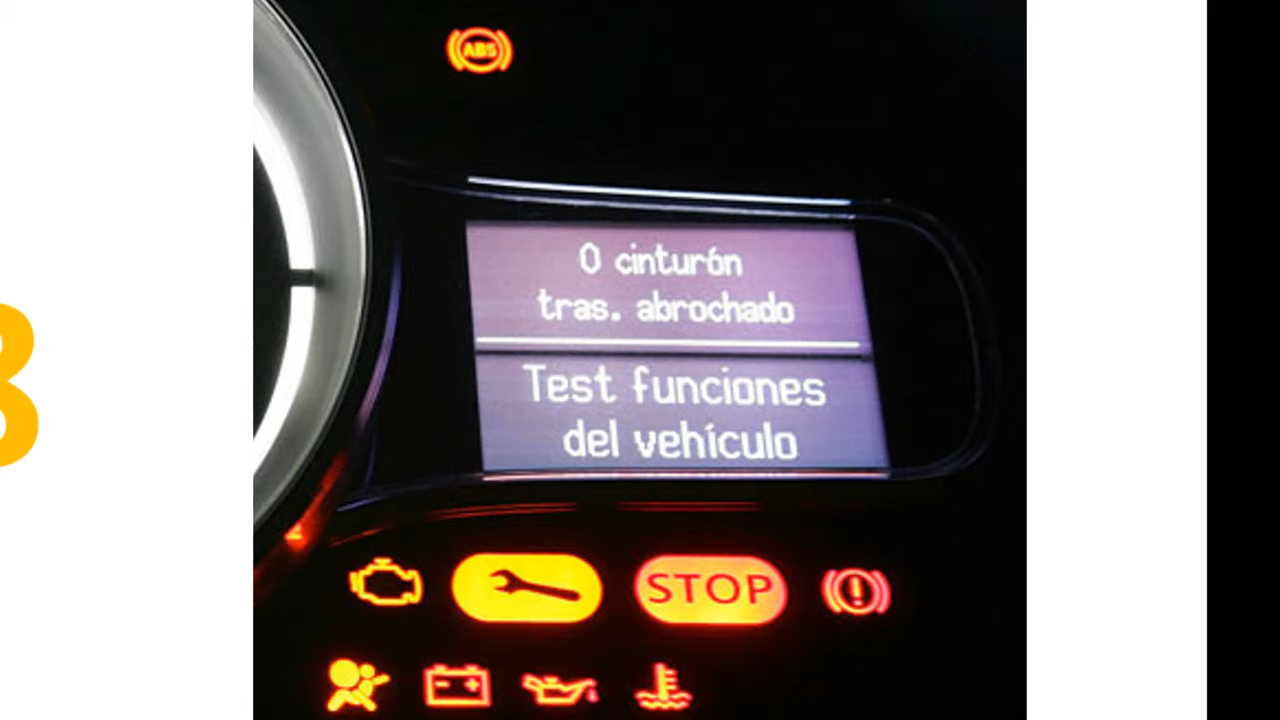 ABS
0 cinturón
tras. abrochado
Test funciones
del vehículo
STOP